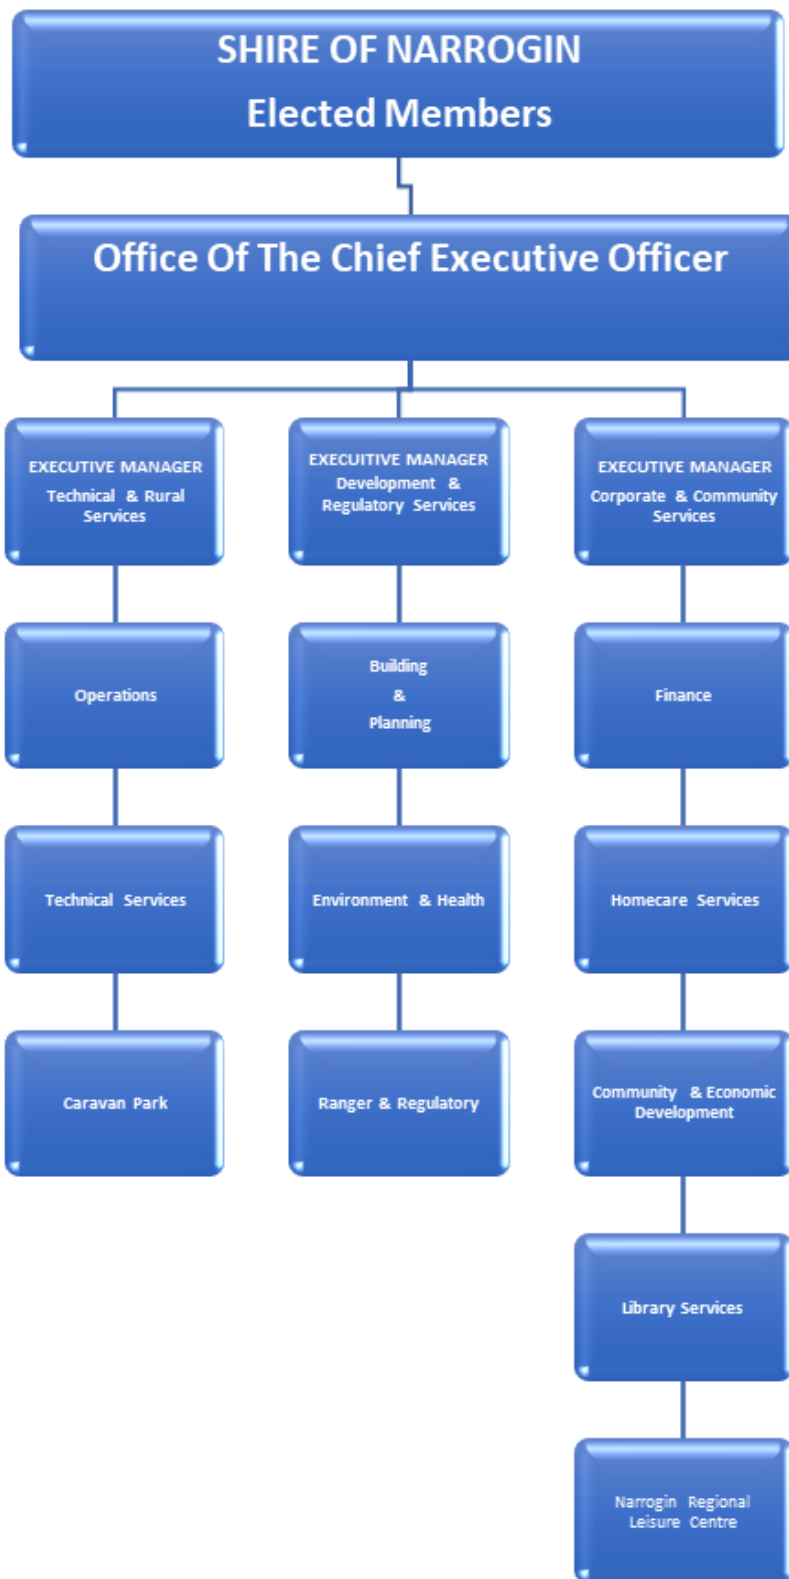 SHIRE OF NARROGIN
Elected Members
Office Of The Chief Executive Officer
EXECUTIVE MANAGER
Technical & Rural
Services
EXECUITIVE MANAGER
Development &
Regulatory Services
EXECUTIVE MANAGER
Corporate & Community
Services
Operations
Building
&
Planning
Finance
Technical Services
Environment & Health
Homecare Services
Caravan Park
Ranger & Regulatory
Community & Economic
Development
Library Services
Narrogin Regional
Leisure Centre